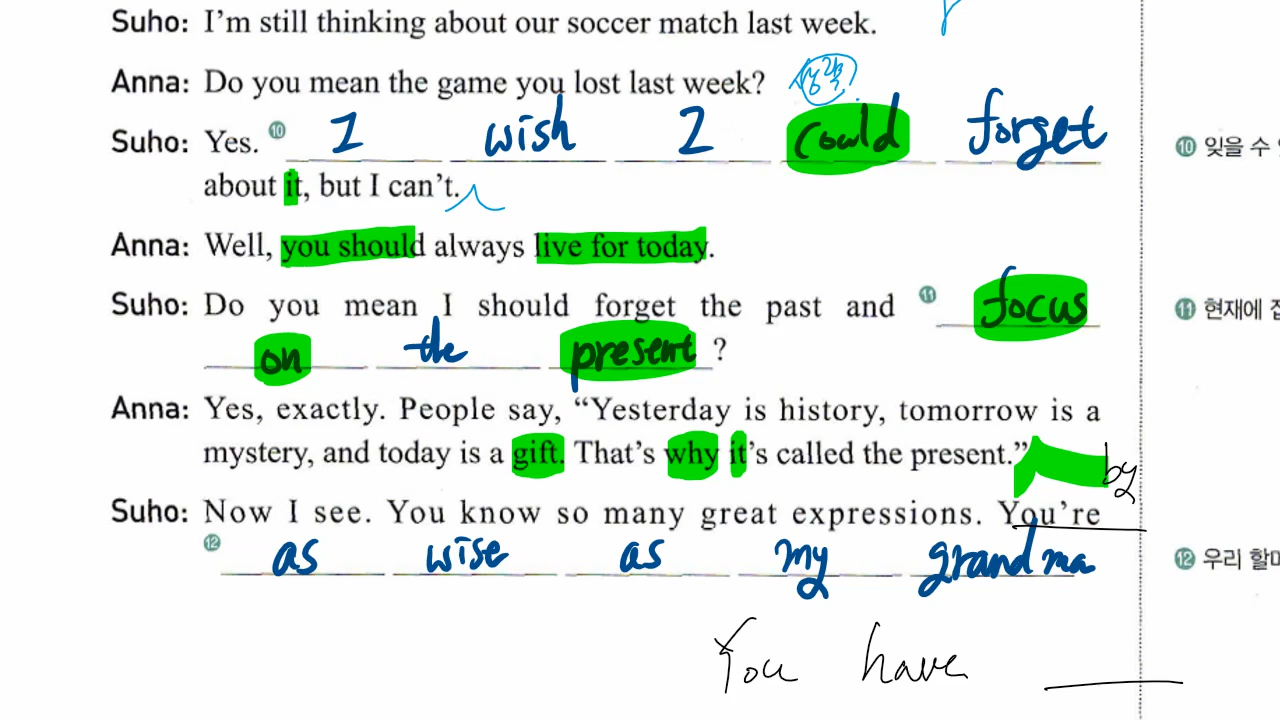 Suho: I'm still thinking about our soccer match last week.
Anna: Do you mean the game you lost last week? 생략?
Suho: Yes. ⑩ I wish I could forget ⑩ 잊을 수
about it, but I can't.
Anna: Well, you should always live for today.
Suho: Do you mean I should forget the past and ⑪ focus ⑪ 현재에
on the present ?
Anna: Yes, exactly. People say, “Yesterday is history, tomorrow is a
mystery, and today is a gift. That's why it's called the present.” by
Suho: Now I see. You know so many great expressions. You're
⑫ as wise as my grandma ⑫ 우리
You have